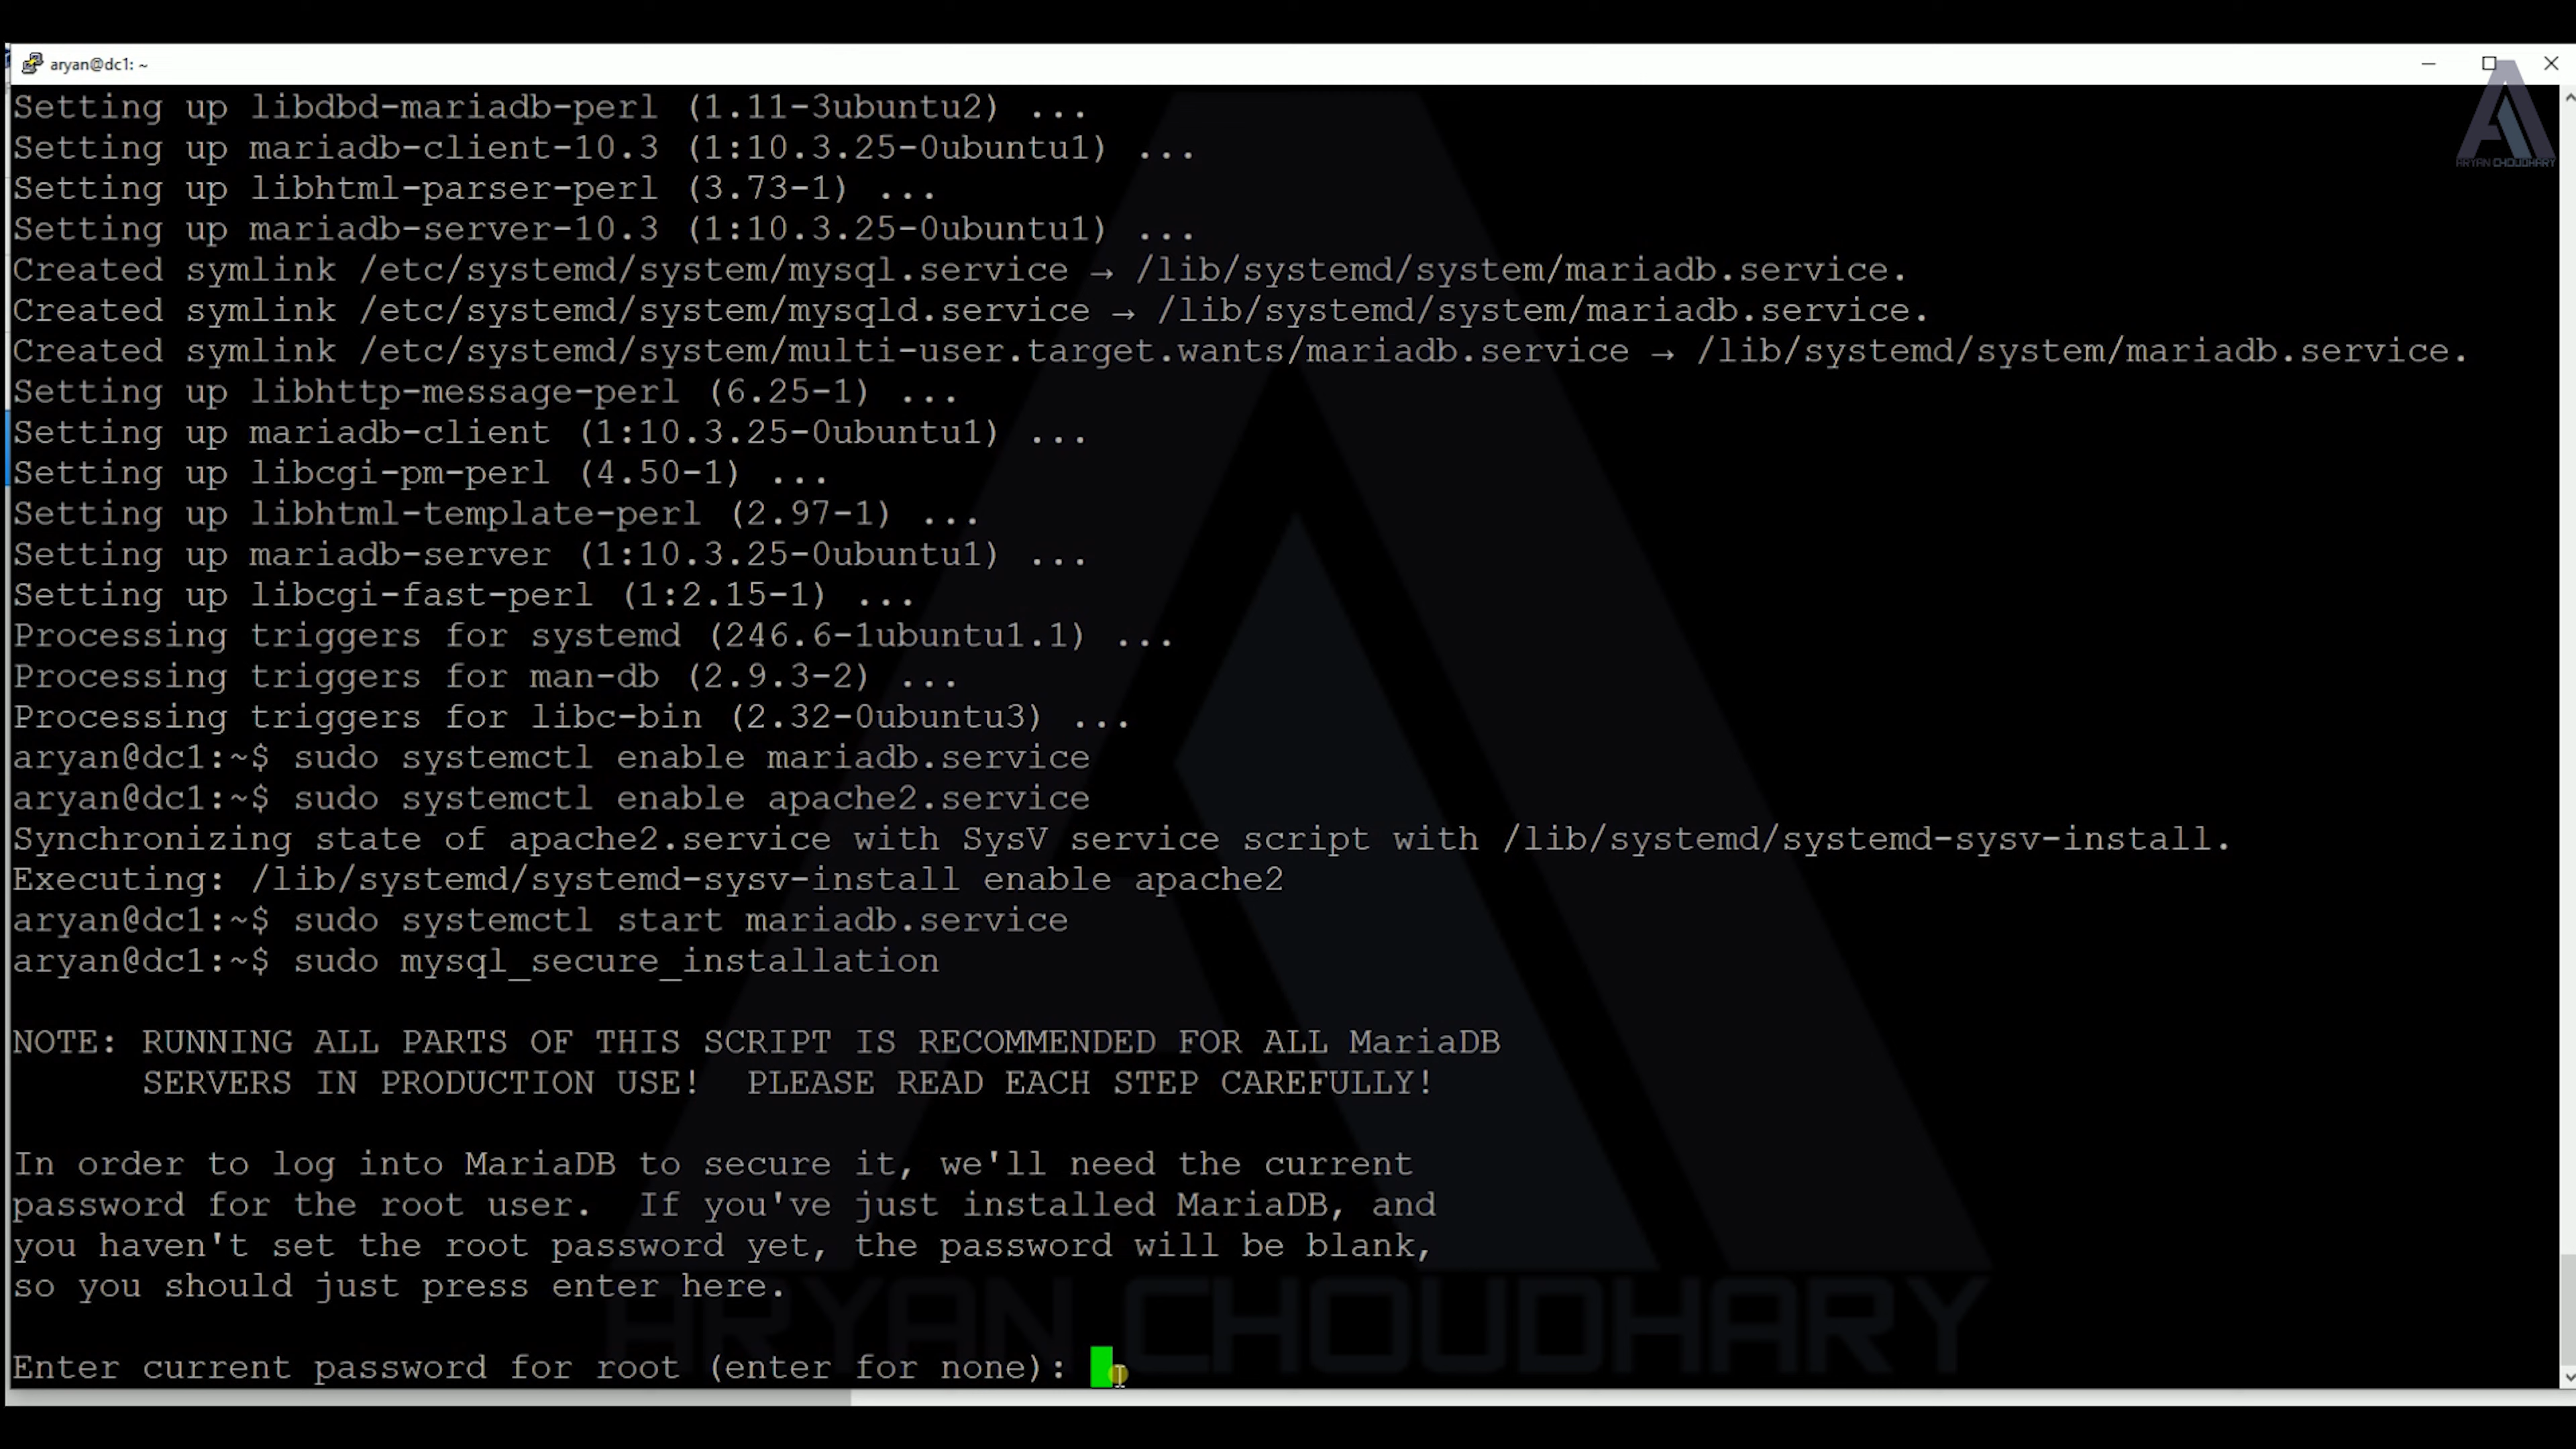 aryan@dc1: ~
Setting up libdbd-mariadb-perl (1.11-3ubuntu2) ...
Setting up mariadb-client-10.3 (1:10.3.25-0ubuntu1) ...
Setting up libhtml-parser-perl (3.73-1) ...
Setting up mariadb-server-10.3 (1:10.3.25-0ubuntu1) ...
Created symlink /etc/systemd/system/mysql.service → /lib/systemd/system/mariadb.service.
Created symlink /etc/systemd/system/mysqld.service → /lib/systemd/system/mariadb.service.
Created symlink /etc/systemd/system/multi-user.target.wants/mariadb.service → /lib/systemd/system/mariadb.service.
Setting up libhttp-message-perl (6.25-1) ...
Setting up mariadb-client (1:10.3.25-0ubuntu1) ...
Setting up libcgi-pm-perl (4.50-1) ...
Setting up libhtml-template-perl (2.97-1) ...
Setting up mariadb-server (1:10.3.25-0ubuntu1) ...
Setting up libcgi-fast-perl (1:2.15-1) ...
Processing triggers for systemd (246.6-1ubuntu1.1) ...
Processing triggers for man-db (2.9.3-2) ...
Processing triggers for libc-bin (2.32-0ubuntu3) ...
aryan@dc1:~$ sudo systemctl enable mariadb.service
aryan@dc1:~$ sudo systemctl enable apache2.service
Synchronizing state of apache2.service with SysV service script with /lib/systemd/systemd-sysv-install.
Executing: /lib/systemd/systemd-sysv-install enable apache2
aryan@dc1:~$ sudo systemctl start mariadb.service
aryan@dc1:~$ sudo mysql_secure_installation
NOTE: RUNNING ALL PARTS OF THIS SCRIPT IS RECOMMENDED FOR ALL MariaDB
SERVERS IN PRODUCTION USE!  PLEASE READ EACH STEP CAREFULLY!
In order to log into MariaDB to secure it, we'll need the current
password for the root user.  If you've just installed MariaDB, and
you haven't set the root password yet, the password will be blank,
so you should just press enter here.
Enter current password for root (enter for none):
ARYAN CHOUDHARY
ARYAN CHOUDHARY